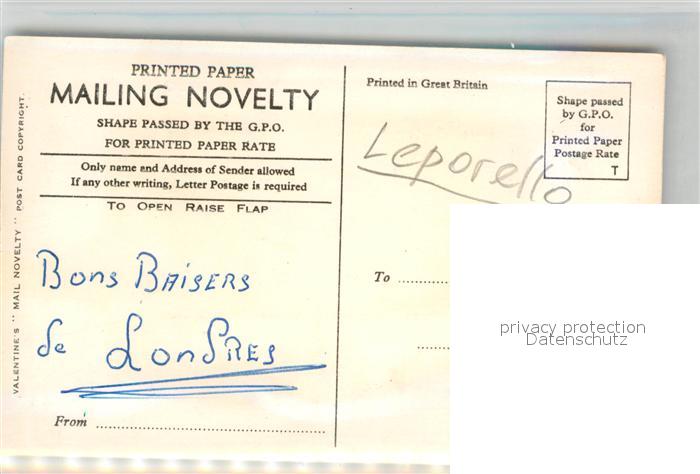 PRINTED PAPER
MAILING NOVELTY
SHAPE PASSED BY THE G.P.O.
FOR PRINTED PAPER RATE
Only name and Address of Sender allowed
If any other writing, Letter Postage is required
TO OPEN RAISE FLAP
Bons BAiSERS
de LondRES
From
VALENTINE'S "MAIL NOVELTY" POST CARD COPYRIGHT.
Printed in Great Britain
Shape passed
by G.P.O.
for
Printed Paper
Postage Rate
T
Leporello
To
privacy protection
Datenschutz